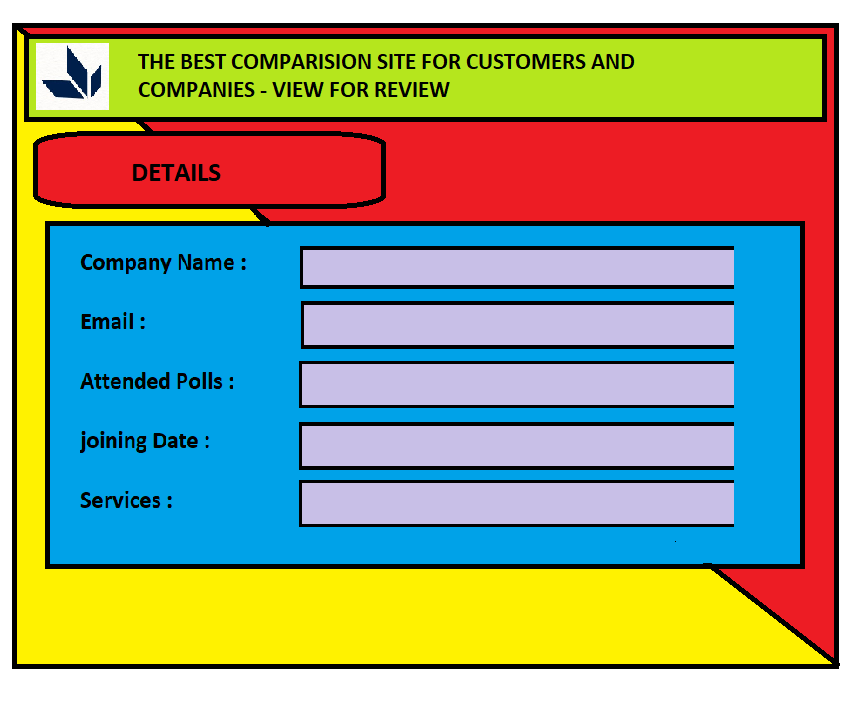 THE BEST COMPARISION SITE FOR CUSTOMERS AND
COMPANIES - VIEW FOR REVIEW
DETAILS
Company Name :
Email :
Attended Polls :
joining Date :
Services :